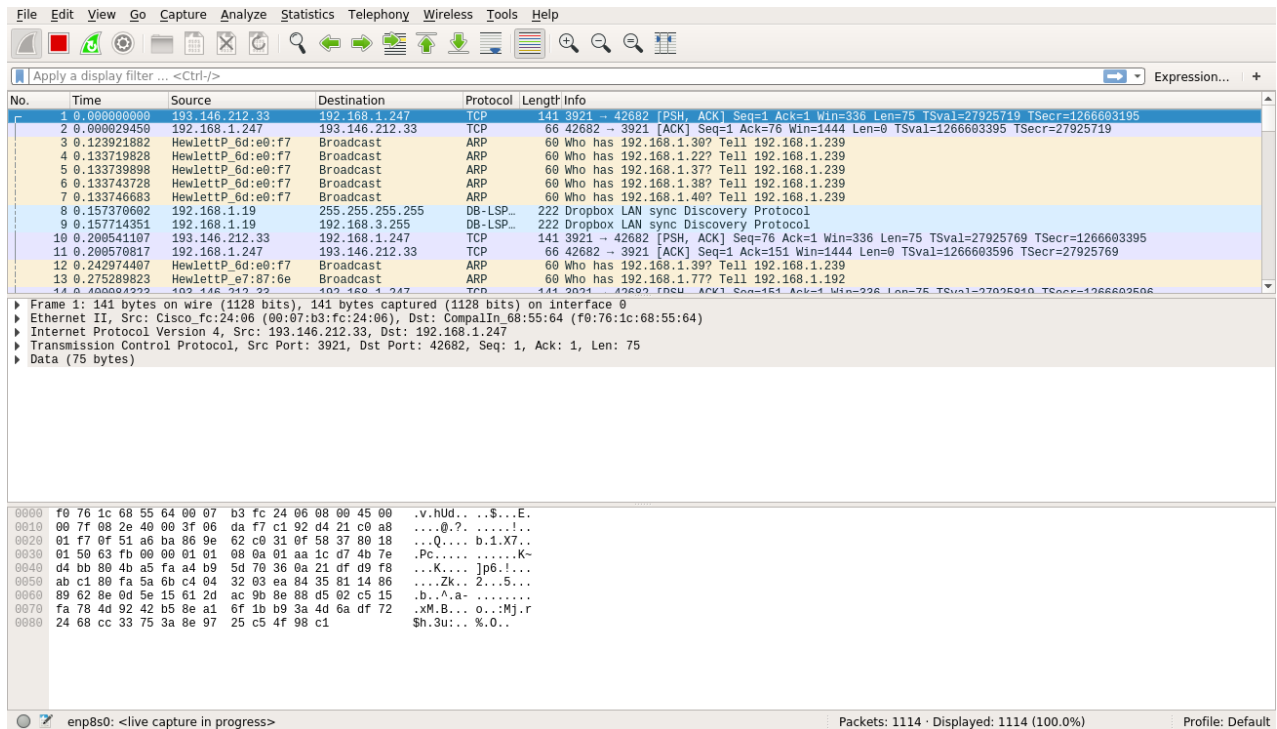 File Edit View Go Capture Analyze Statistics Telephony Wireless Tools Help
Apply a display filter ... <Ctrl-/> Expression... +
No. Time Source Destination Protocol Length Info
1 0.000000000 193.146.212.33 192.168.1.247 TCP 141 3921 → 42682 [PSH, ACK] Seq=1 Ack=1 Win=336 Len=75 TSval=27925719 TSecr=1266603195
2 0.000029450 192.168.1.247 193.146.212.33 TCP 66 42682 → 3921 [ACK] Seq=1 Ack=76 Win=1444 Len=0 TSval=1266603395 TSecr=27925719
3 0.123921882 HewlettP_6d:e0:f7 Broadcast ARP 60 Who has 192.168.1.30? Tell 192.168.1.239
4 0.133719828 HewlettP_6d:e0:f7 Broadcast ARP 60 Who has 192.168.1.22? Tell 192.168.1.239
5 0.133739898 HewlettP_6d:e0:f7 Broadcast ARP 60 Who has 192.168.1.37? Tell 192.168.1.239
6 0.133743728 HewlettP_6d:e0:f7 Broadcast ARP 60 Who has 192.168.1.38? Tell 192.168.1.239
7 0.133746683 HewlettP_6d:e0:f7 Broadcast ARP 60 Who has 192.168.1.40? Tell 192.168.1.239
8 0.157370602 192.168.1.19 255.255.255.255 DB-LSP… 222 Dropbox LAN sync Discovery Protocol
9 0.157714351 192.168.1.19 192.168.3.255 DB-LSP… 222 Dropbox LAN sync Discovery Protocol
10 0.200541107 193.146.212.33 192.168.1.247 TCP 141 3921 → 42682 [PSH, ACK] Seq=76 Ack=1 Win=336 Len=75 TSval=27925769 TSecr=1266603395
11 0.200570817 192.168.1.247 193.146.212.33 TCP 66 42682 → 3921 [ACK] Seq=1 Ack=151 Win=1444 Len=0 TSval=1266603596 TSecr=27925769
12 0.242974407 HewlettP_6d:e0:f7 Broadcast ARP 60 Who has 192.168.1.39? Tell 192.168.1.239
13 0.275289823 HewlettP_e7:87:6e Broadcast ARP 60 Who has 192.168.1.77? Tell 192.168.1.192
14 193.146.212.33 192.168.1.247 TCP 141 3921 → 42682 [PSH, ACK] Seq=151 Ack=1 Win=336 Len=75 TSval=27925819 TSecr=1266603596
Frame 1: 141 bytes on wire (1128 bits), 141 bytes captured (1128 bits) on interface 0
Ethernet II, Src: Cisco_fc:24:06 (00:07:b3:fc:24:06), Dst: CompalIn_68:55:64 (f0:76:1c:68:55:64)
Internet Protocol Version 4, Src: 193.146.212.33, Dst: 192.168.1.247
Transmission Control Protocol, Src Port: 3921, Dst Port: 42682, Seq: 1, Ack: 1, Len: 75
Data (75 bytes)
0000 f0 76 1c 68 55 64 00 07 b3 fc 24 06 08 00 45 00 .v.hUd.. ..$...E.
0010 00 7f 08 2e 40 00 3f 06 da f7 c1 92 d4 21 c0 a8 ....@.?. .....!..
0020 01 f7 0f 51 a6 ba 86 9e 62 c0 31 0f 58 37 80 18 ...Q.... b.1.X7..
0030 01 50 63 fb 00 00 01 01 08 0a 01 aa 1c d7 4b 7e .Pc..... ......K~
0040 d4 bb 80 4b a5 fa a4 b9 5d 70 36 0a 21 df d9 f8 ...K.... ]p6.!...
0050 ab c1 80 fa 5a 6b c4 04 32 03 ea 84 35 81 14 86 ....Zk.. 2...5...
0060 89 62 8e 0d 5e 15 61 2d ac 9b 8e 88 d5 02 c5 15 .b..^.a- ........
0070 fa 78 4d 92 42 b5 8e a1 6f 1b b9 3a 4d 6a df 72 .xM.B... o..:Mj.r
0080 24 68 cc 33 75 3a 8e 97 25 c5 4f 98 c1 $h.3u:.. %.O..
enp8s0: <live capture in progress> Packets: 1114 · Displayed: 1114 (100.0%) Profile: Default